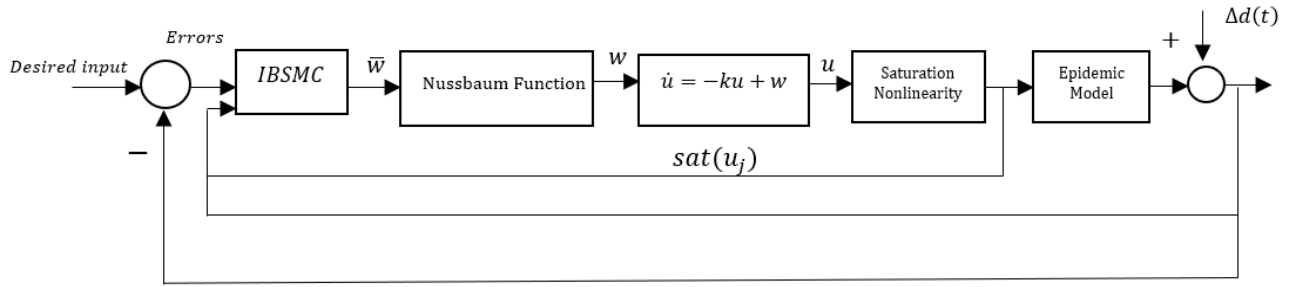 Δd(t)
Errors
+
Desired input
IBSMC
w̅
Nussbaum Function
w
u̇ = −ku + w
u
Saturation
Nonlinearity
Epidemic
Model
−
sat(u_j)